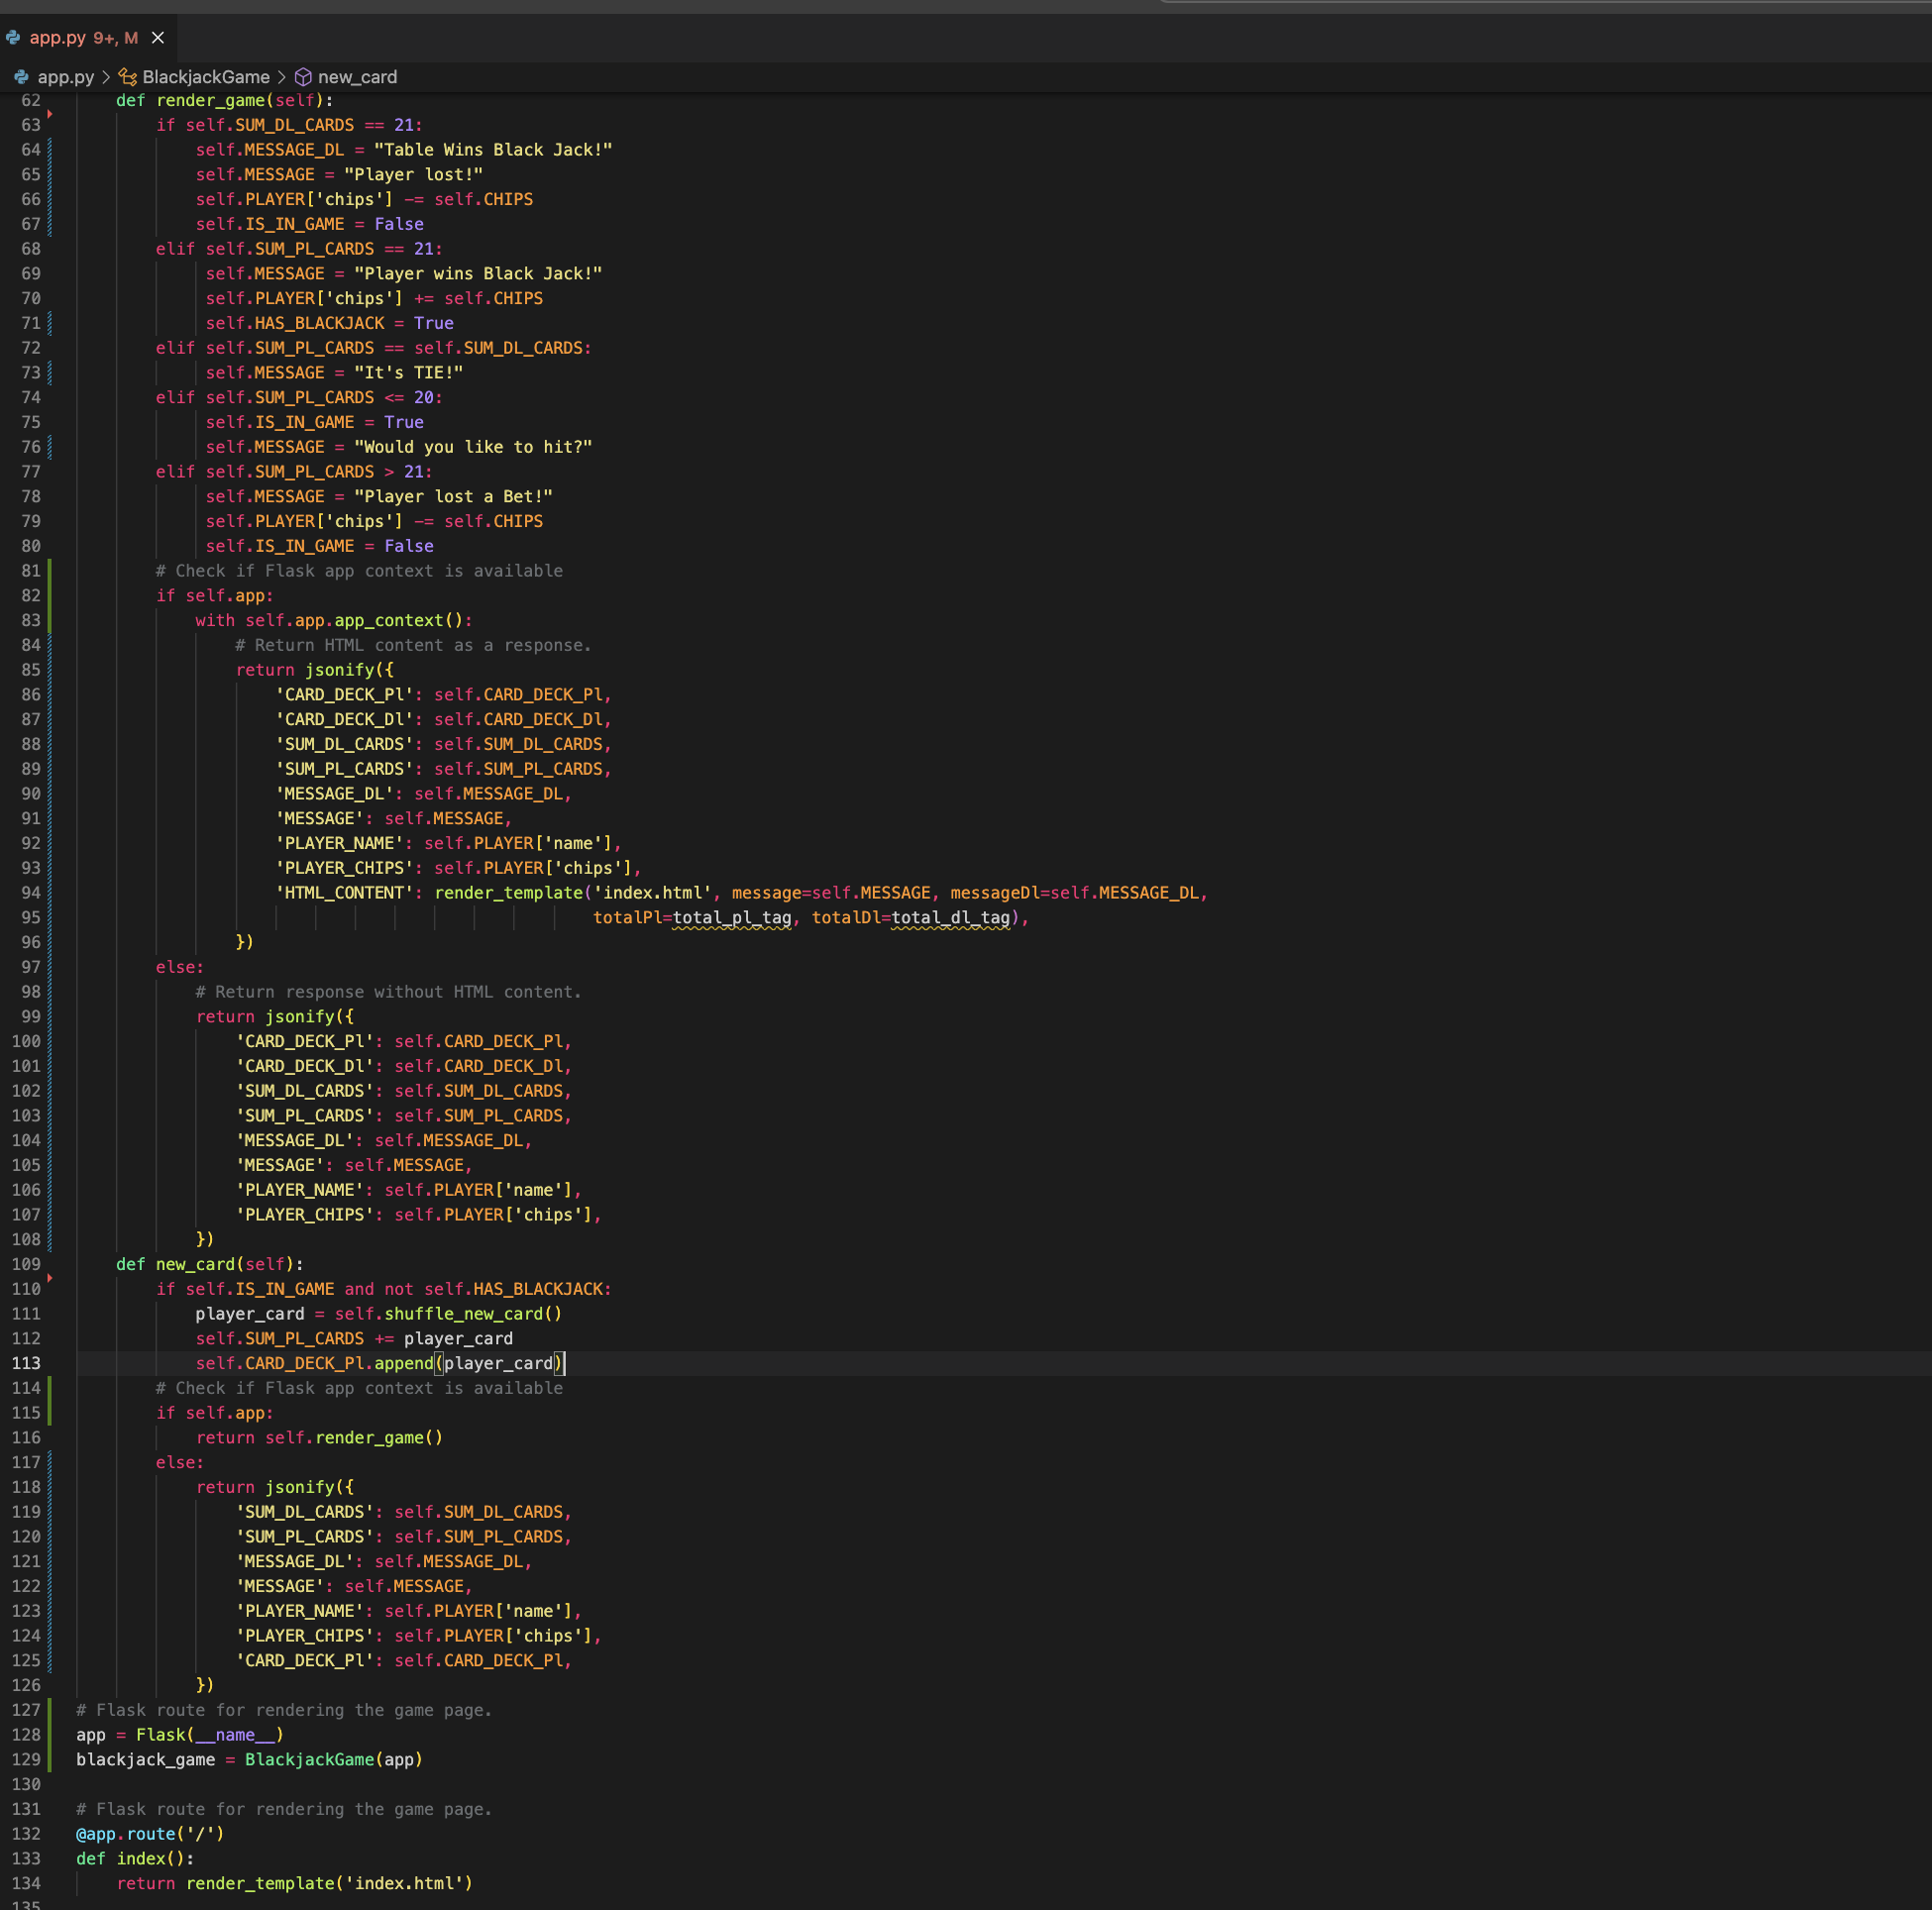 app.py 9+, M
app.py > BlackjackGame > new_card
62 def render_game(self):
63 if self.SUM_DL_CARDS == 21:
64 self.MESSAGE_DL = "Table Wins Black Jack!"
65 self.MESSAGE = "Player lost!"
66 self.PLAYER['chips'] -= self.CHIPS
67 self.IS_IN_GAME = False
68 elif self.SUM_PL_CARDS == 21:
69 self.MESSAGE = "Player wins Black Jack!"
70 self.PLAYER['chips'] += self.CHIPS
71 self.HAS_BLACKJACK = True
72 elif self.SUM_PL_CARDS == self.SUM_DL_CARDS:
73 self.MESSAGE = "It's TIE!"
74 elif self.SUM_PL_CARDS <= 20:
75 self.IS_IN_GAME = True
76 self.MESSAGE = "Would you like to hit?"
77 elif self.SUM_PL_CARDS > 21:
78 self.MESSAGE = "Player lost a Bet!"
79 self.PLAYER['chips'] -= self.CHIPS
80 self.IS_IN_GAME = False
81 # Check if Flask app context is available
82 if self.app:
83 with self.app.app_context():
84 # Return HTML content as a response.
85 return jsonify({
86 'CARD_DECK_Pl': self.CARD_DECK_Pl,
87 'CARD_DECK_Dl': self.CARD_DECK_Dl,
88 'SUM_DL_CARDS': self.SUM_DL_CARDS,
89 'SUM_PL_CARDS': self.SUM_PL_CARDS,
90 'MESSAGE_DL': self.MESSAGE_DL,
91 'MESSAGE': self.MESSAGE,
92 'PLAYER_NAME': self.PLAYER['name'],
93 'PLAYER_CHIPS': self.PLAYER['chips'],
94 'HTML_CONTENT': render_template('index.html', message=self.MESSAGE, messageDl=self.MESSAGE_DL,
95 totalPl=total_pl_tag, totalDl=total_dl_tag),
96 })
97 else:
98 # Return response without HTML content.
99 return jsonify({
100 'CARD_DECK_Pl': self.CARD_DECK_Pl,
101 'CARD_DECK_Dl': self.CARD_DECK_Dl,
102 'SUM_DL_CARDS': self.SUM_DL_CARDS,
103 'SUM_PL_CARDS': self.SUM_PL_CARDS,
104 'MESSAGE_DL': self.MESSAGE_DL,
105 'MESSAGE': self.MESSAGE,
106 'PLAYER_NAME': self.PLAYER['name'],
107 'PLAYER_CHIPS': self.PLAYER['chips'],
108 })
109 def new_card(self):
110 if self.IS_IN_GAME and not self.HAS_BLACKJACK:
111 player_card = self.shuffle_new_card()
112 self.SUM_PL_CARDS += player_card
113 self.CARD_DECK_Pl.append(player_card)
114 # Check if Flask app context is available
115 if self.app:
116 return self.render_game()
117 else:
118 return jsonify({
119 'SUM_DL_CARDS': self.SUM_DL_CARDS,
120 'SUM_PL_CARDS': self.SUM_PL_CARDS,
121 'MESSAGE_DL': self.MESSAGE_DL,
122 'MESSAGE': self.MESSAGE,
123 'PLAYER_NAME': self.PLAYER['name'],
124 'PLAYER_CHIPS': self.PLAYER['chips'],
125 'CARD_DECK_Pl': self.CARD_DECK_Pl,
126 })
127 # Flask route for rendering the game page.
128 app = Flask(__name__)
129 blackjack_game = BlackjackGame(app)
130
131 # Flask route for rendering the game page.
132 @app.route('/')
133 def index():
134 return render_template('index.html')
135